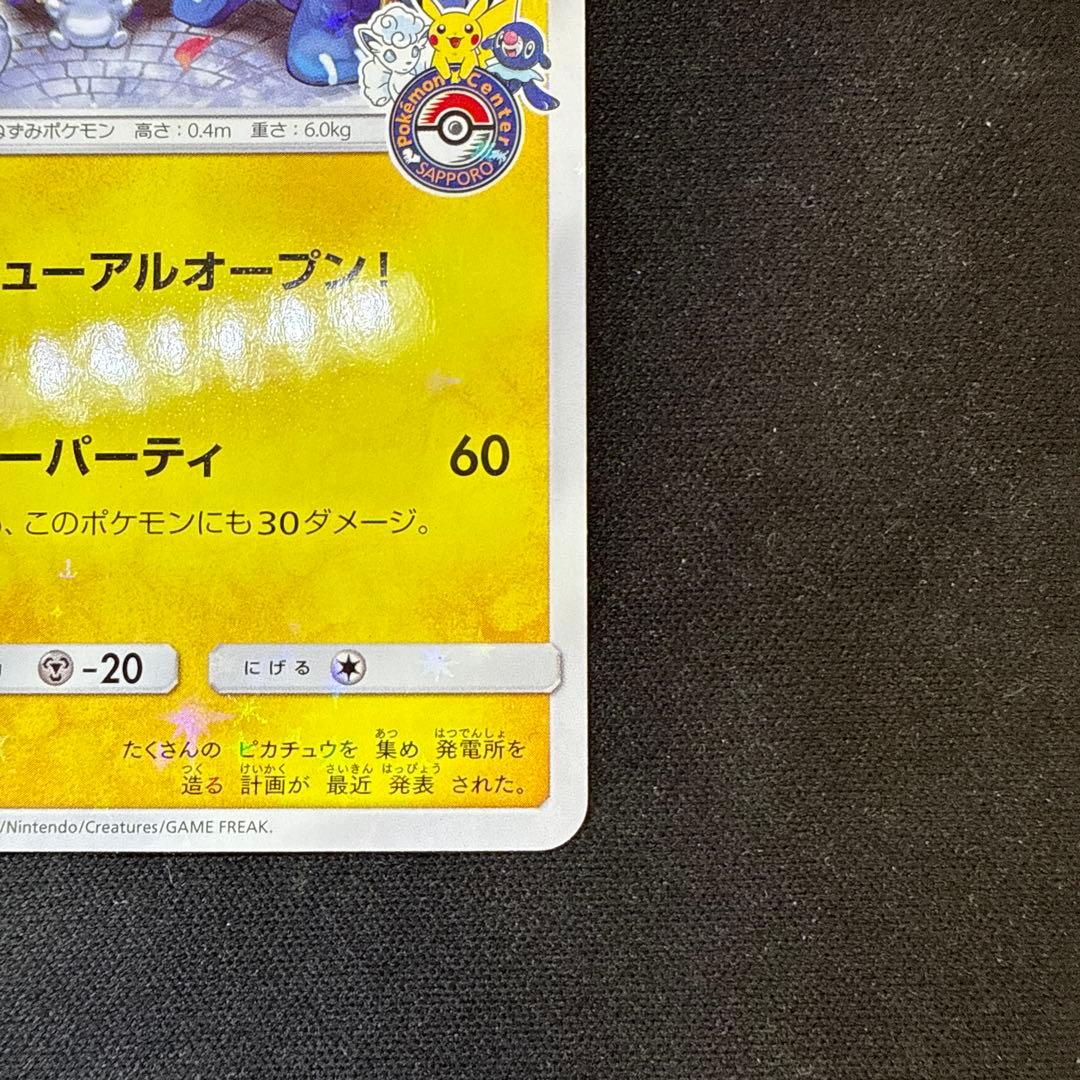 ねずみポケモン 高さ:0.4m 重さ:6.0kg
Pokémon Center
SAPPORO
ューアルオープン!
ーパーティ 60
、このポケモンにも30ダメージ。
-20 にげる
たくさんの ピカチュウを 集め 発電所を
造る 計画が 最近 発表 された。
/Nintendo/Creatures/GAME FREAK.